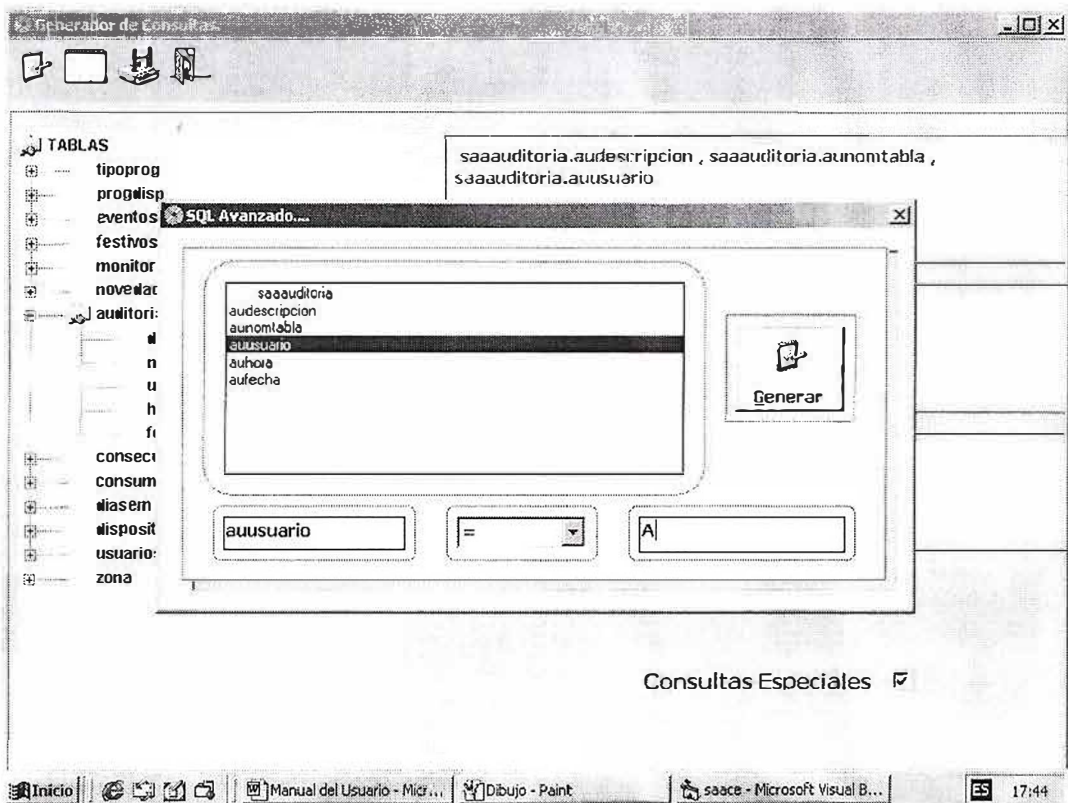 Generador de Consultas
TABLAS
tipoprog
progdisp
eventos
festivos
monitor
novedad
auditori
d
n
u
h
fe
consecu
consum
diasem
disposit
usuario
zona
saaauditoria.audescripcion , saaauditoria.aunomtabla ,
saaauditoria.auusuario
SQL Avanzado....
saaauditoria
audescripcion
aunomtabla
auusuario
auhora
aufecha
Generar
auusuario
=
A
Consultas Especiales
Inicio
Manual del Usuario - Micr...
Dibujo - Paint
saace - Microsoft Visual B...
ES
17:44